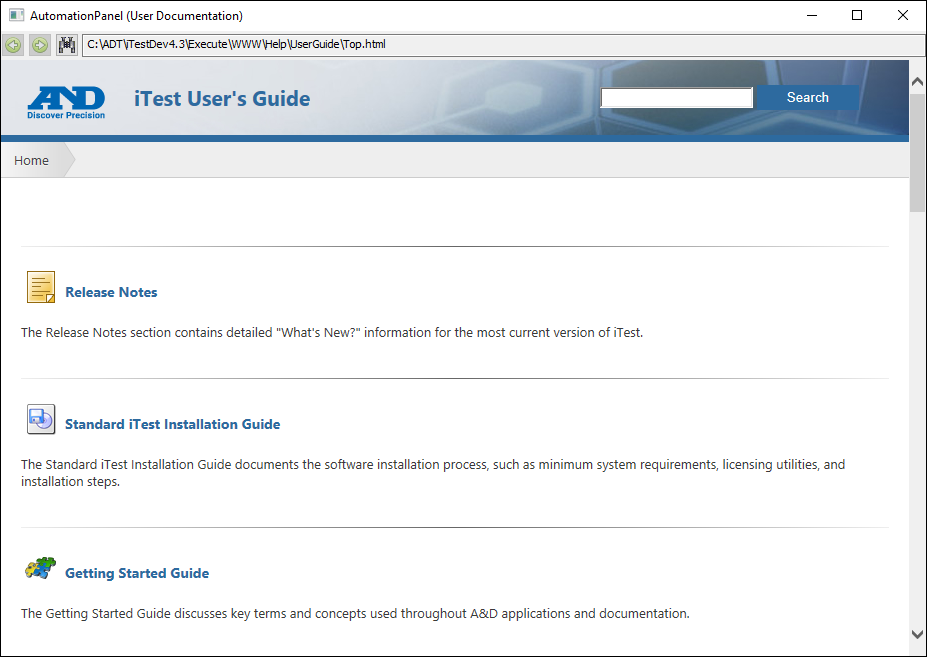 AutomationPanel (User Documentation)
C:\ADT\iTestDev4.3\Execute\WWW\Help\UserGuide\Top.html
AND
Discover Precision
iTest User's Guide
Search
Home
Release Notes
The Release Notes section contains detailed "What's New?" information for the most current version of iTest.
Standard iTest Installation Guide
The Standard iTest Installation Guide documents the software installation process, such as minimum system requirements, licensing utilities, and
installation steps.
Getting Started Guide
The Getting Started Guide discusses key terms and concepts used throughout A&D applications and documentation.